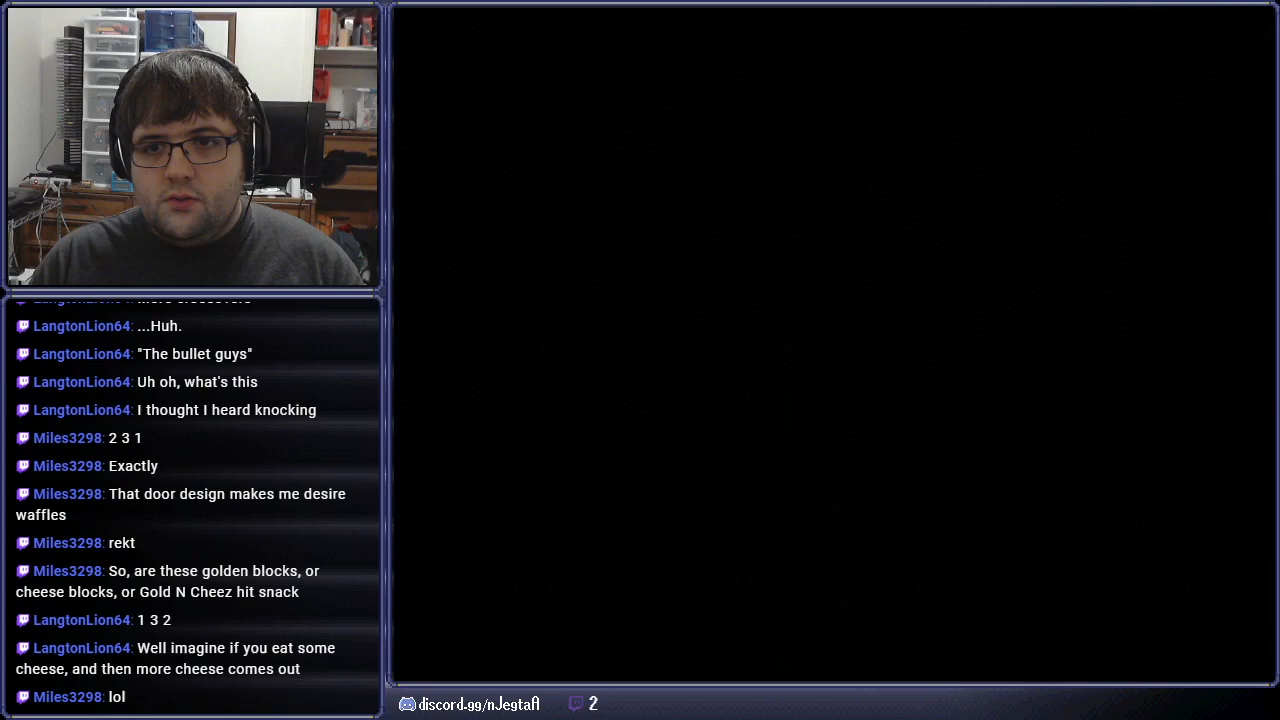 LangtonLion64: ...Huh.
LangtonLion64: "The bullet guys"
LangtonLion64: Uh oh, what's this
LangtonLion64: I thought I heard knocking
Miles3298: 2 3 1
Miles3298: Exactly
Miles3298: That door design makes me desire
waffles
Miles3298: rekt
Miles3298: So, are these golden blocks, or
cheese blocks, or Gold N Cheez hit snack
LangtonLion64: 1 3 2
LangtonLion64: Well imagine if you eat some
cheese, and then more cheese comes out
Miles3298: lol
2